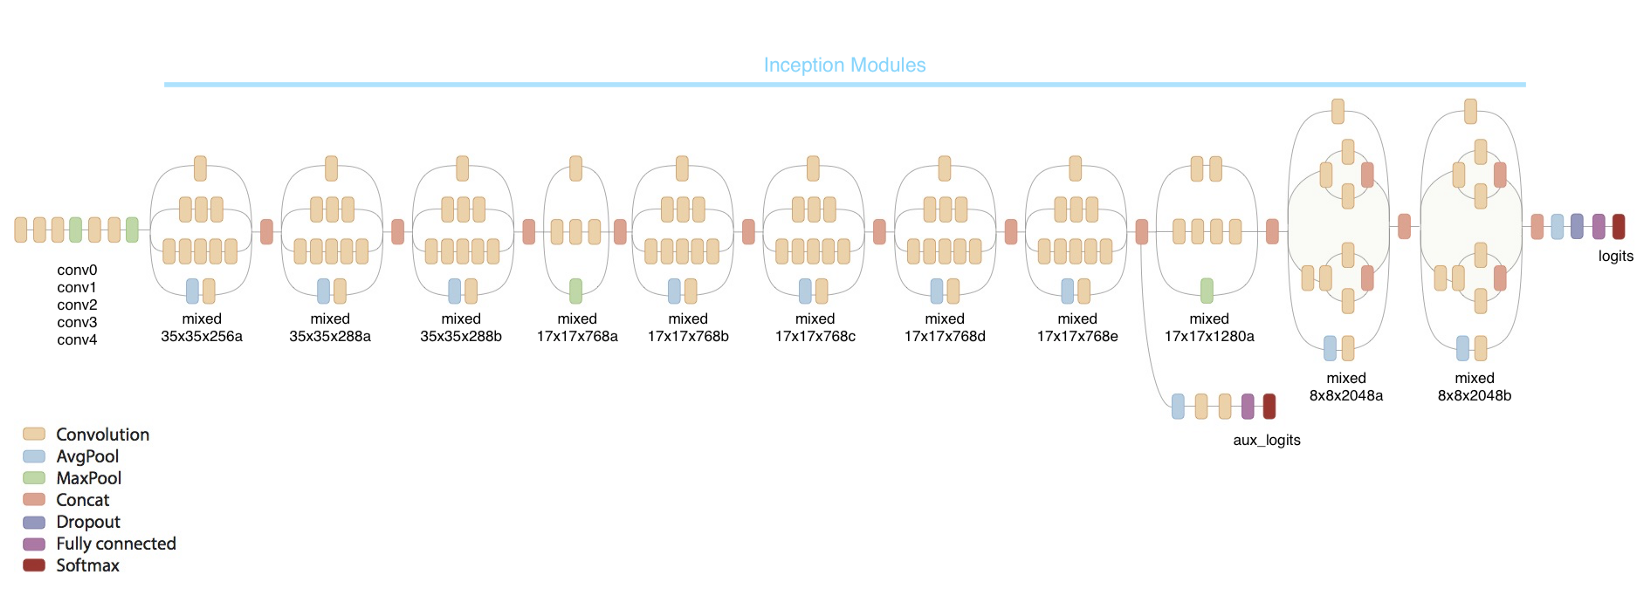 Inception Modules
conv0
conv1
conv2
conv3
conv4
mixed
35x35x256a
mixed
35x35x288a
mixed
35x35x288b
mixed
17x17x768a
mixed
17x17x768b
mixed
17x17x768c
mixed
17x17x768d
mixed
17x17x768e
mixed
17x17x1280a
mixed
8x8x2048a
mixed
8x8x2048b
logits
aux_logits
Convolution
AvgPool
MaxPool
Concat
Dropout
Fully connected
Softmax